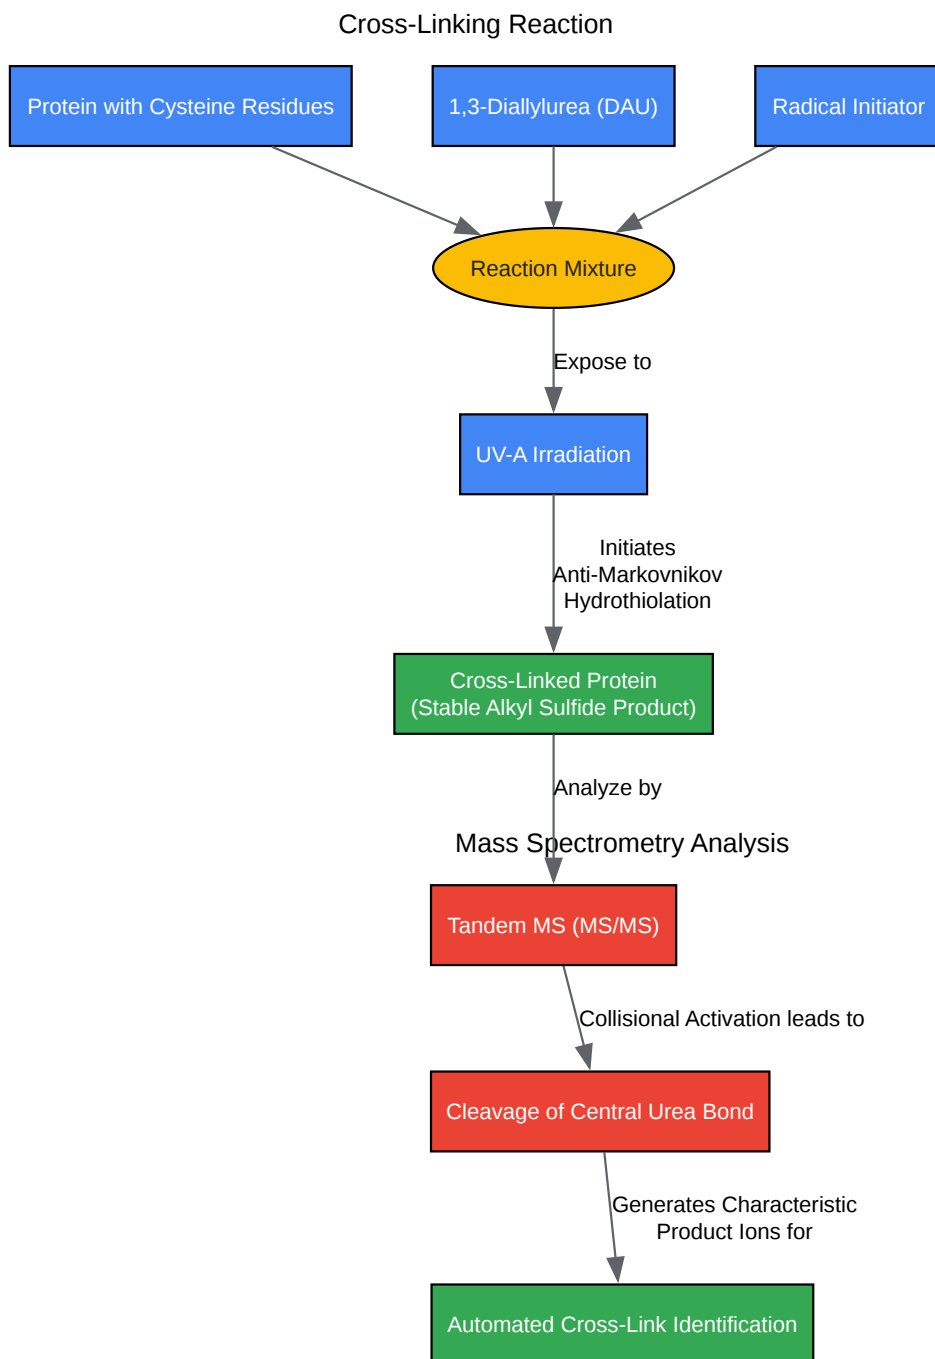 Cross-Linking Reaction
Protein with Cysteine Residues
1,3-Diallylurea (DAU)
Radical Initiator
Reaction Mixture
Expose to
UV-A Irradiation
Initiates
Anti-Markovnikov
Hydrothiolation
Cross-Linked Protein
(Stable Alkyl Sulfide Product)
Analyze by
Mass Spectrometry Analysis
Tandem MS (MS/MS)
Collisional Activation leads to
Cleavage of Central Urea Bond
Generates Characteristic
Product Ions for
Automated Cross-Link Identification